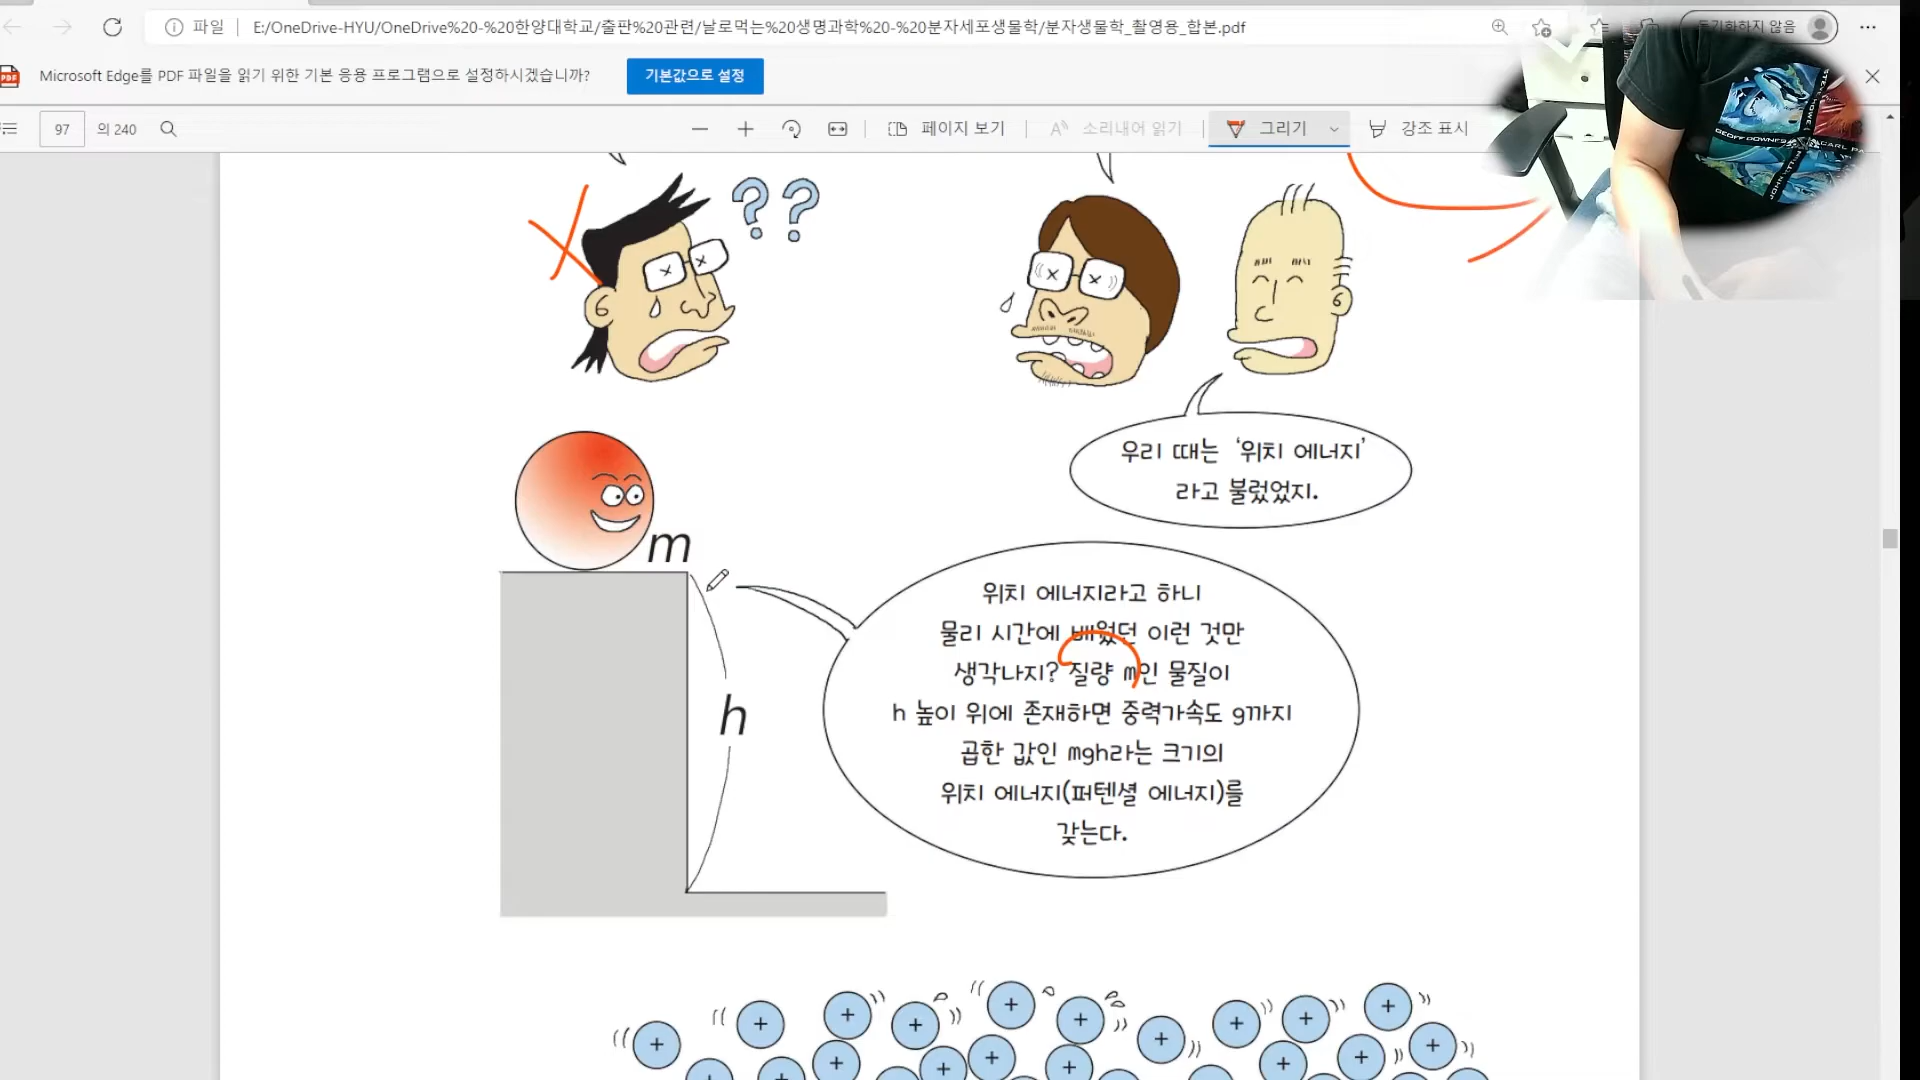 파일
E:/OneDrive-HYU/OneDrive%20-%20한양대학교/출판%20관련/날로먹는%20생명과학%20-%20분자세포생물학/분자생물학_촬영용_합본.pdf
동기화하지 않음
PDF
Microsoft Edge를 PDF 파일을 읽기 위한 기본 응용 프로그램으로 설정하시겠습니까?
기본값으로 설정
97 의 240
페이지 보기
소리내어 읽기
그리기
강조 표시
??
우리 때는 ‘위치 에너지’
라고 불렀었지.
m
h
위치 에너지라고 하니
물리 시간에 배웠던 이런 것만
생각나지? 질량 m인 물질이
h 높이 위에 존재하면 중력가속도 g까지
곱한 값인 mgh라는 크기의
위치 에너지(퍼텐셜 에너지)를
갖는다.
+ + + + + + + + + + +
+ + + + + + + +